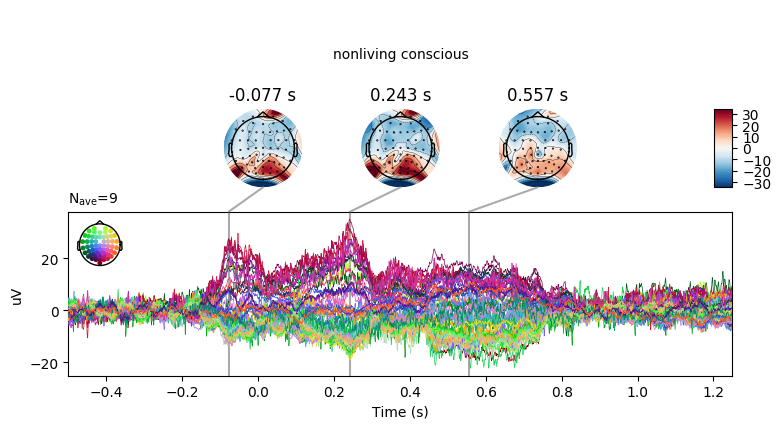 nonliving conscious
-0.077 s 0.243 s 0.557 s
30
20
10
0
−10
−20
−30
Nave=9
20
0
−20
uV
−0.4 −0.2 0.0 0.2 0.4 0.6 0.8 1.0 1.2
Time (s)